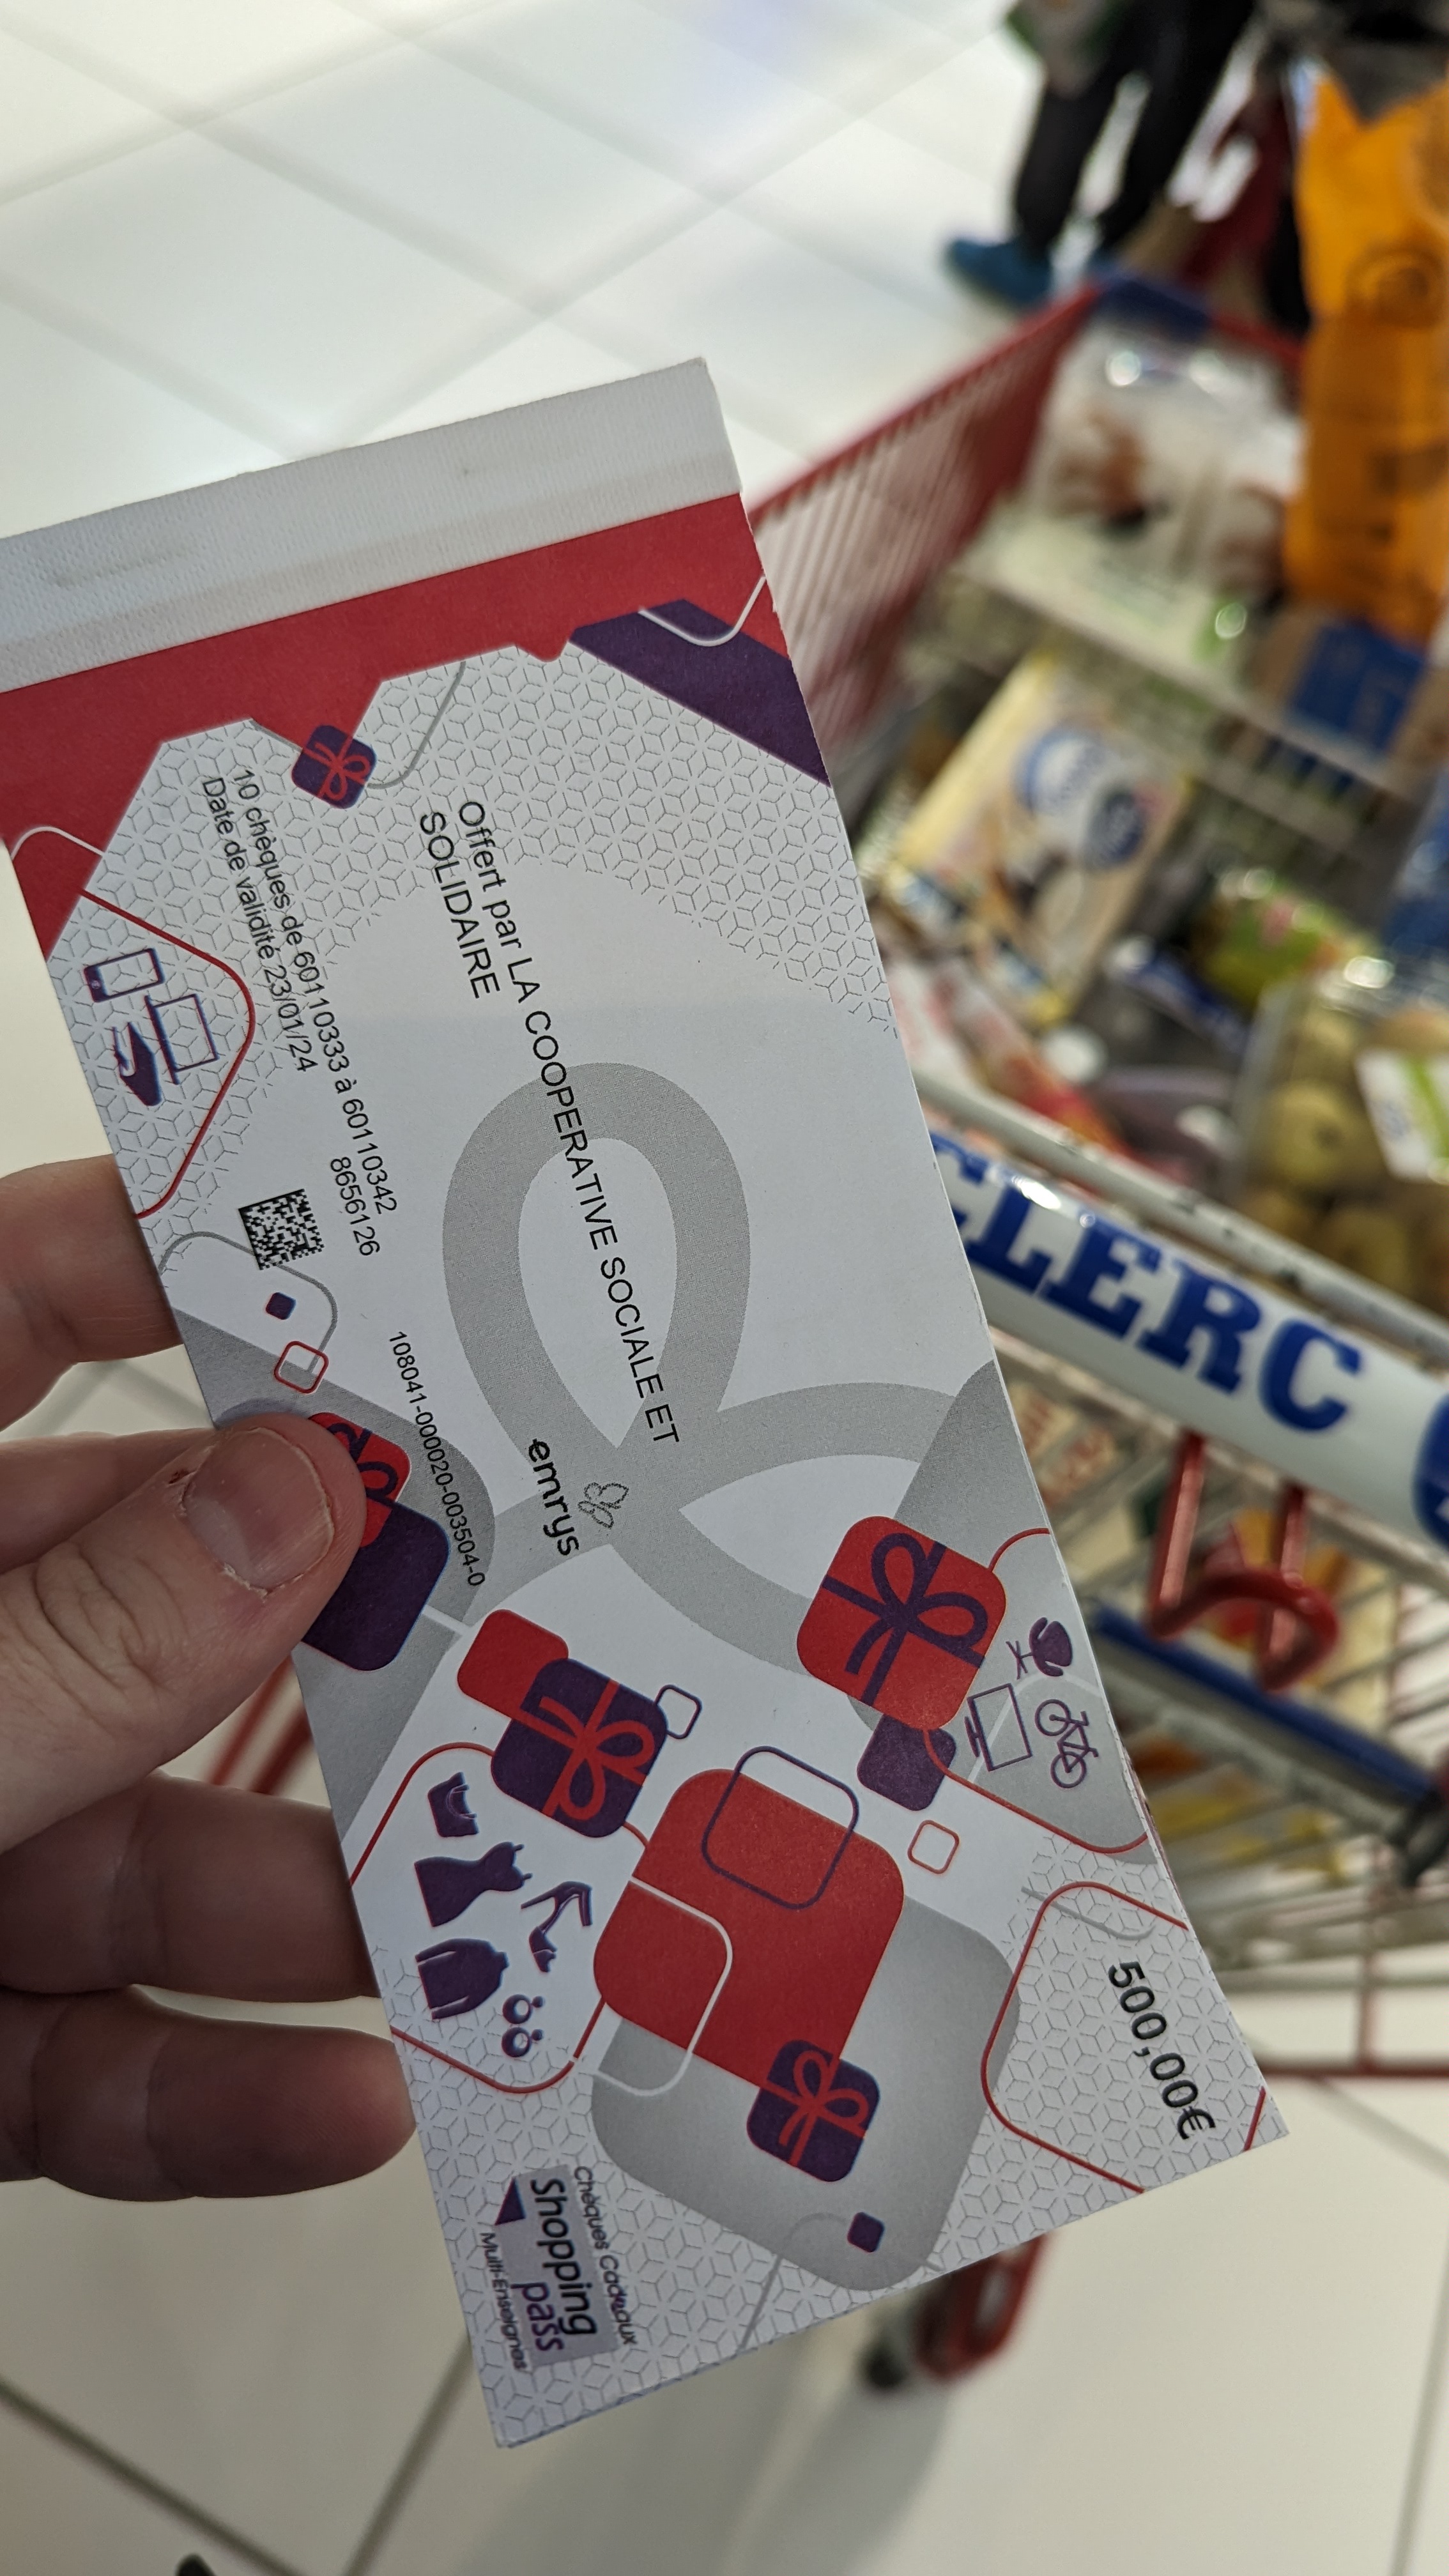 Offert par LA COOPERATIVE SOCIALE ET
SOLIDAIRE
10 chèques de 60110333 à 60110342
Date de validité 23/01/24
8656126
108041-000020-003504-0
emrys
500,00€
Chèques Cadeaux
Shopping
pass
Multi-Enseignes
CLERC